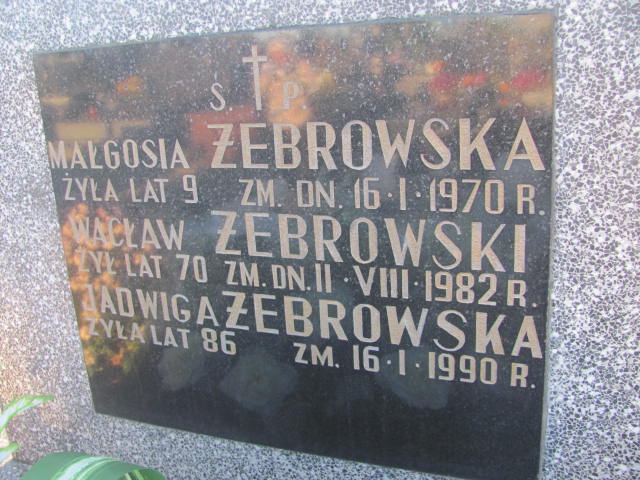 Ś. P.
MAŁGOSIA ŻEBROWSKA
ŻYŁA LAT 9 ZM. DN. 16·I·1970 R.
WACŁAW ŻEBROWSKI
ŻYŁ LAT 70 ZM. DN. 11·VIII·1982 R.
JADWIGA ŻEBROWSKA
ŻYŁA LAT 86 ZM. 16·I·1990 R.